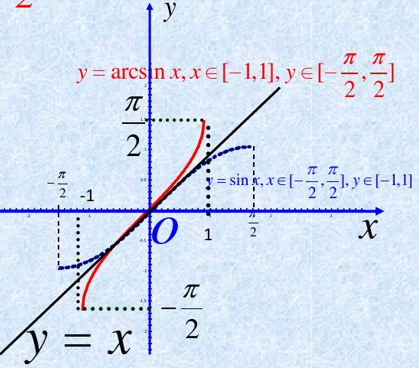 2
y
y = arcsin x, x∈[-1,1], y∈[-π/2, π/2]
π/2
y = sin x, x∈[-π/2, π/2], y∈[-1,1]
-π/2
-1
O
1
π/2
x
-π/2
y = x